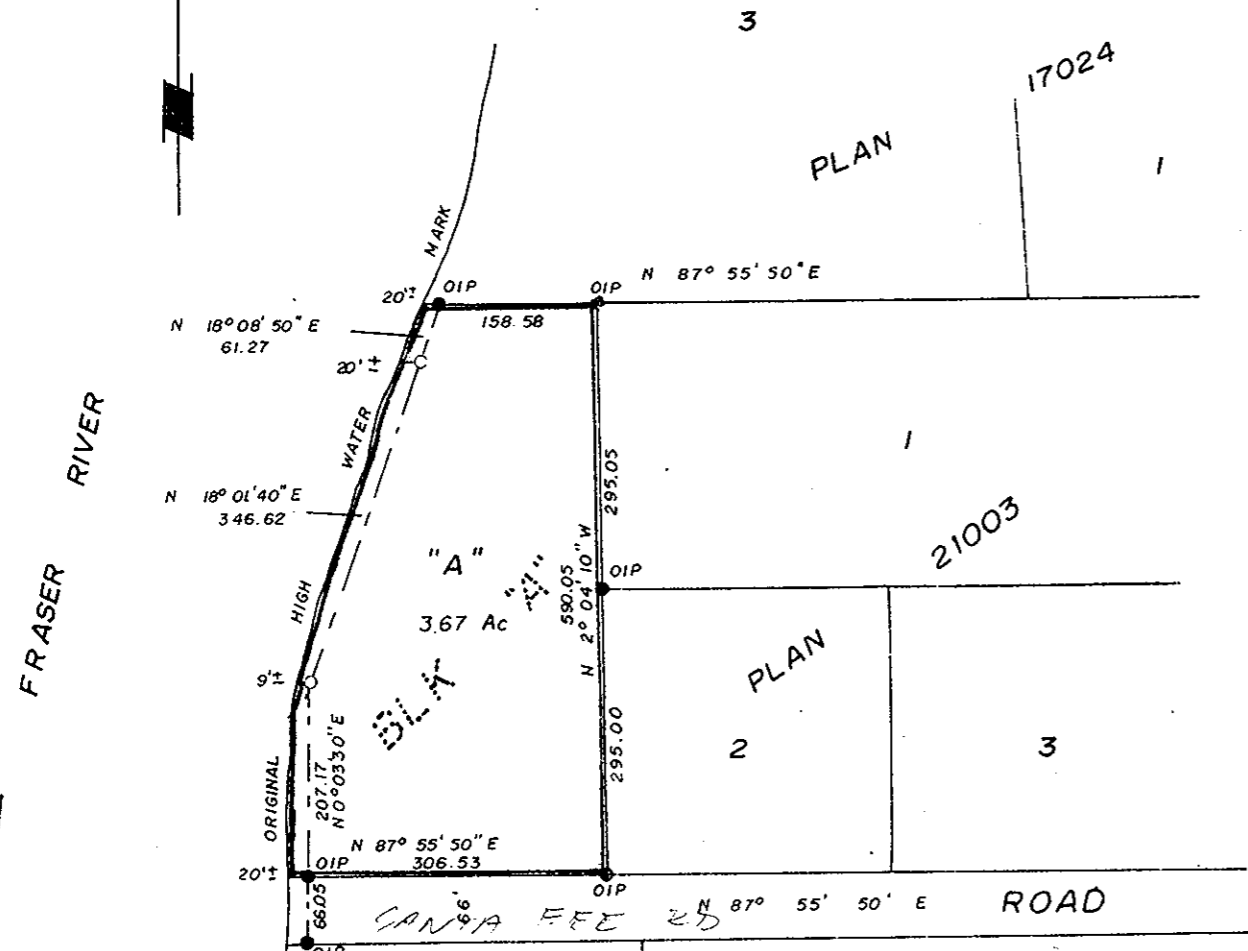 3
17024
PLAN
1
MARK
N 87° 55' 50" E
OIP
OIP
20'±
158.58
N 18° 08' 50" E
61.27
20'±
WATER
FRASER RIVER
1
295.05
N 18° 01' 40" E
346.62
21003
"A"
"A"
590.05
N 2° 04' 10" W
OIP
HIGH
3.67 Ac
PLAN
9'±
BLK
2
3
295.00
ORIGINAL
207.17
N 0° 03'30" E
N 87° 55' 50" E
306.53
20'±
OIP
OIP
66.05
66'
N 87° 55' 50' E
ROAD
OIP